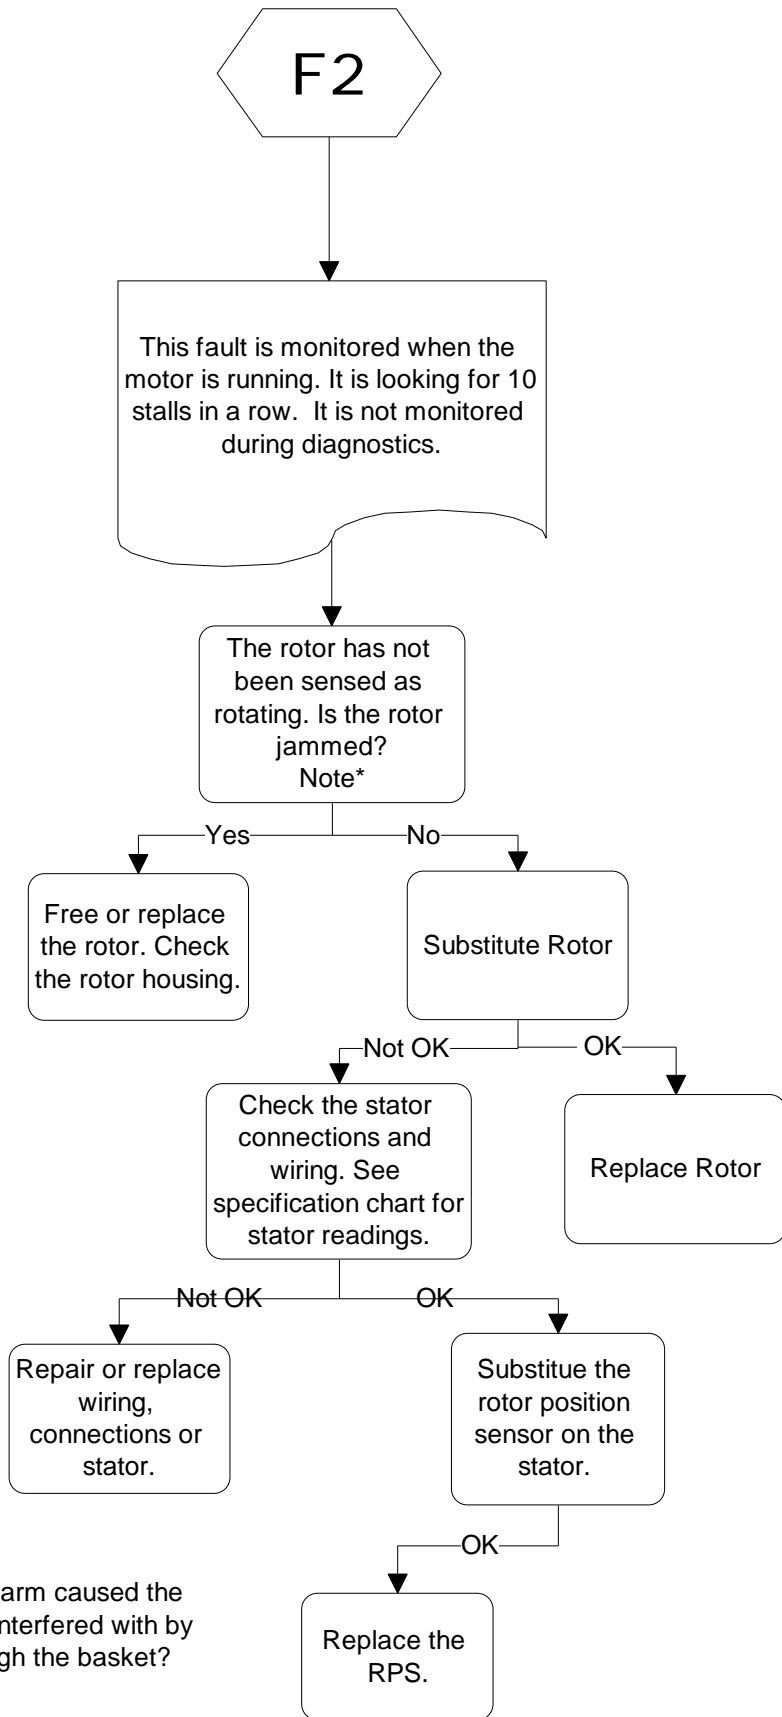 F2
This fault is monitored when the
motor is running. It is looking for 10
stalls in a row.  It is not monitored
during diagnostics.
The rotor has not
been sensed as
rotating. Is the rotor
jammed?
Note*
Yes
No
Free or replace
the rotor. Check
the rotor housing.
Substitute Rotor
Not OK
OK
Check the stator
connections and
wiring. See
specification chart for
stator readings.
Replace Rotor
Not OK
OK
Repair or replace
wiring,
connections or
stator.
Substitue the
rotor position
sensor on the
stator.
OK
arm caused the
nterfered with by
gh the basket?
Replace the
RPS.